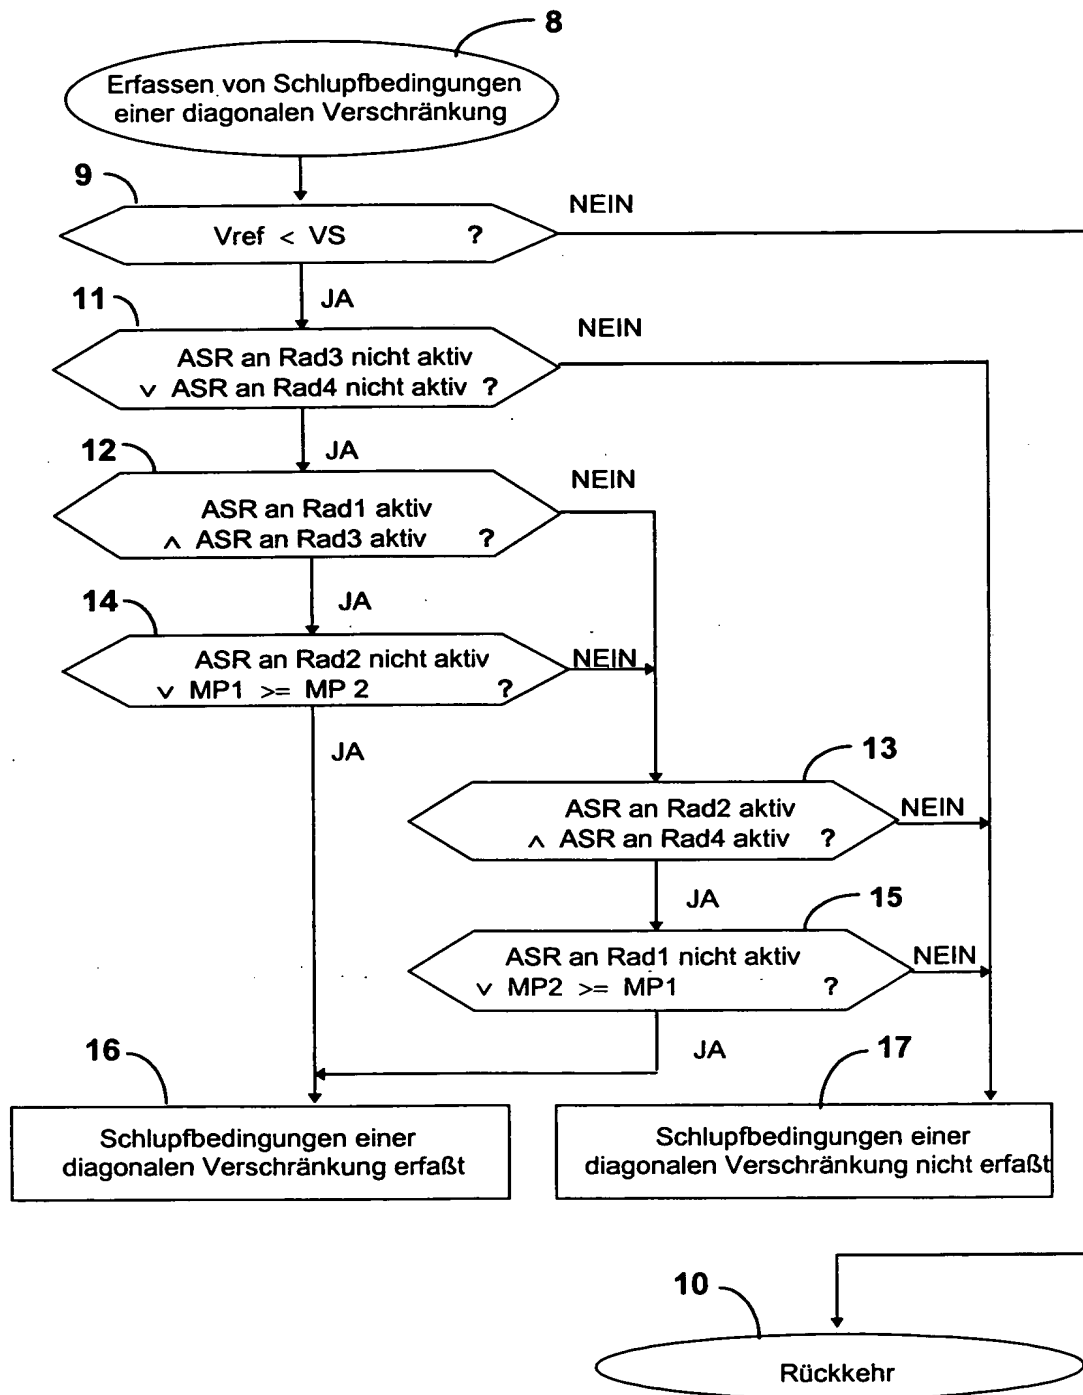 8
Erfassen von Schlupfbedingungen
einer diagonalen Verschränkung
9
NEIN
Vref < VS ?
JA
11
NEIN
ASR an Rad3 nicht aktiv
∨ ASR an Rad4 nicht aktiv ?
JA
12
NEIN
ASR an Rad1 aktiv
∧ ASR an Rad3 aktiv ?
JA
14
ASR an Rad2 nicht aktiv
∨ MP1 >= MP 2 ?
NEIN
JA
13
ASR an Rad2 aktiv
∧ ASR an Rad4 aktiv ?
NEIN
JA
15
ASR an Rad1 nicht aktiv
∨ MP2 >= MP1 ?
NEIN
JA
16
Schlupfbedingungen einer
diagonalen Verschränkung erfaßt
17
Schlupfbedingungen einer
diagonalen Verschränkung nicht erfaßt
10
Rückkehr